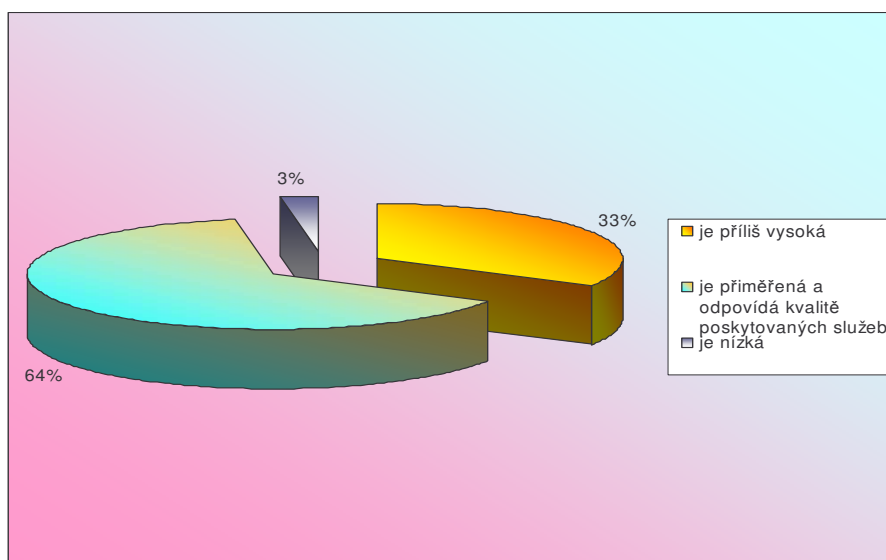 3%
33%
64%
je příliš vysoká
je přiměřená a
odpovídá kvalitě
poskytovaných služeb
je nízká